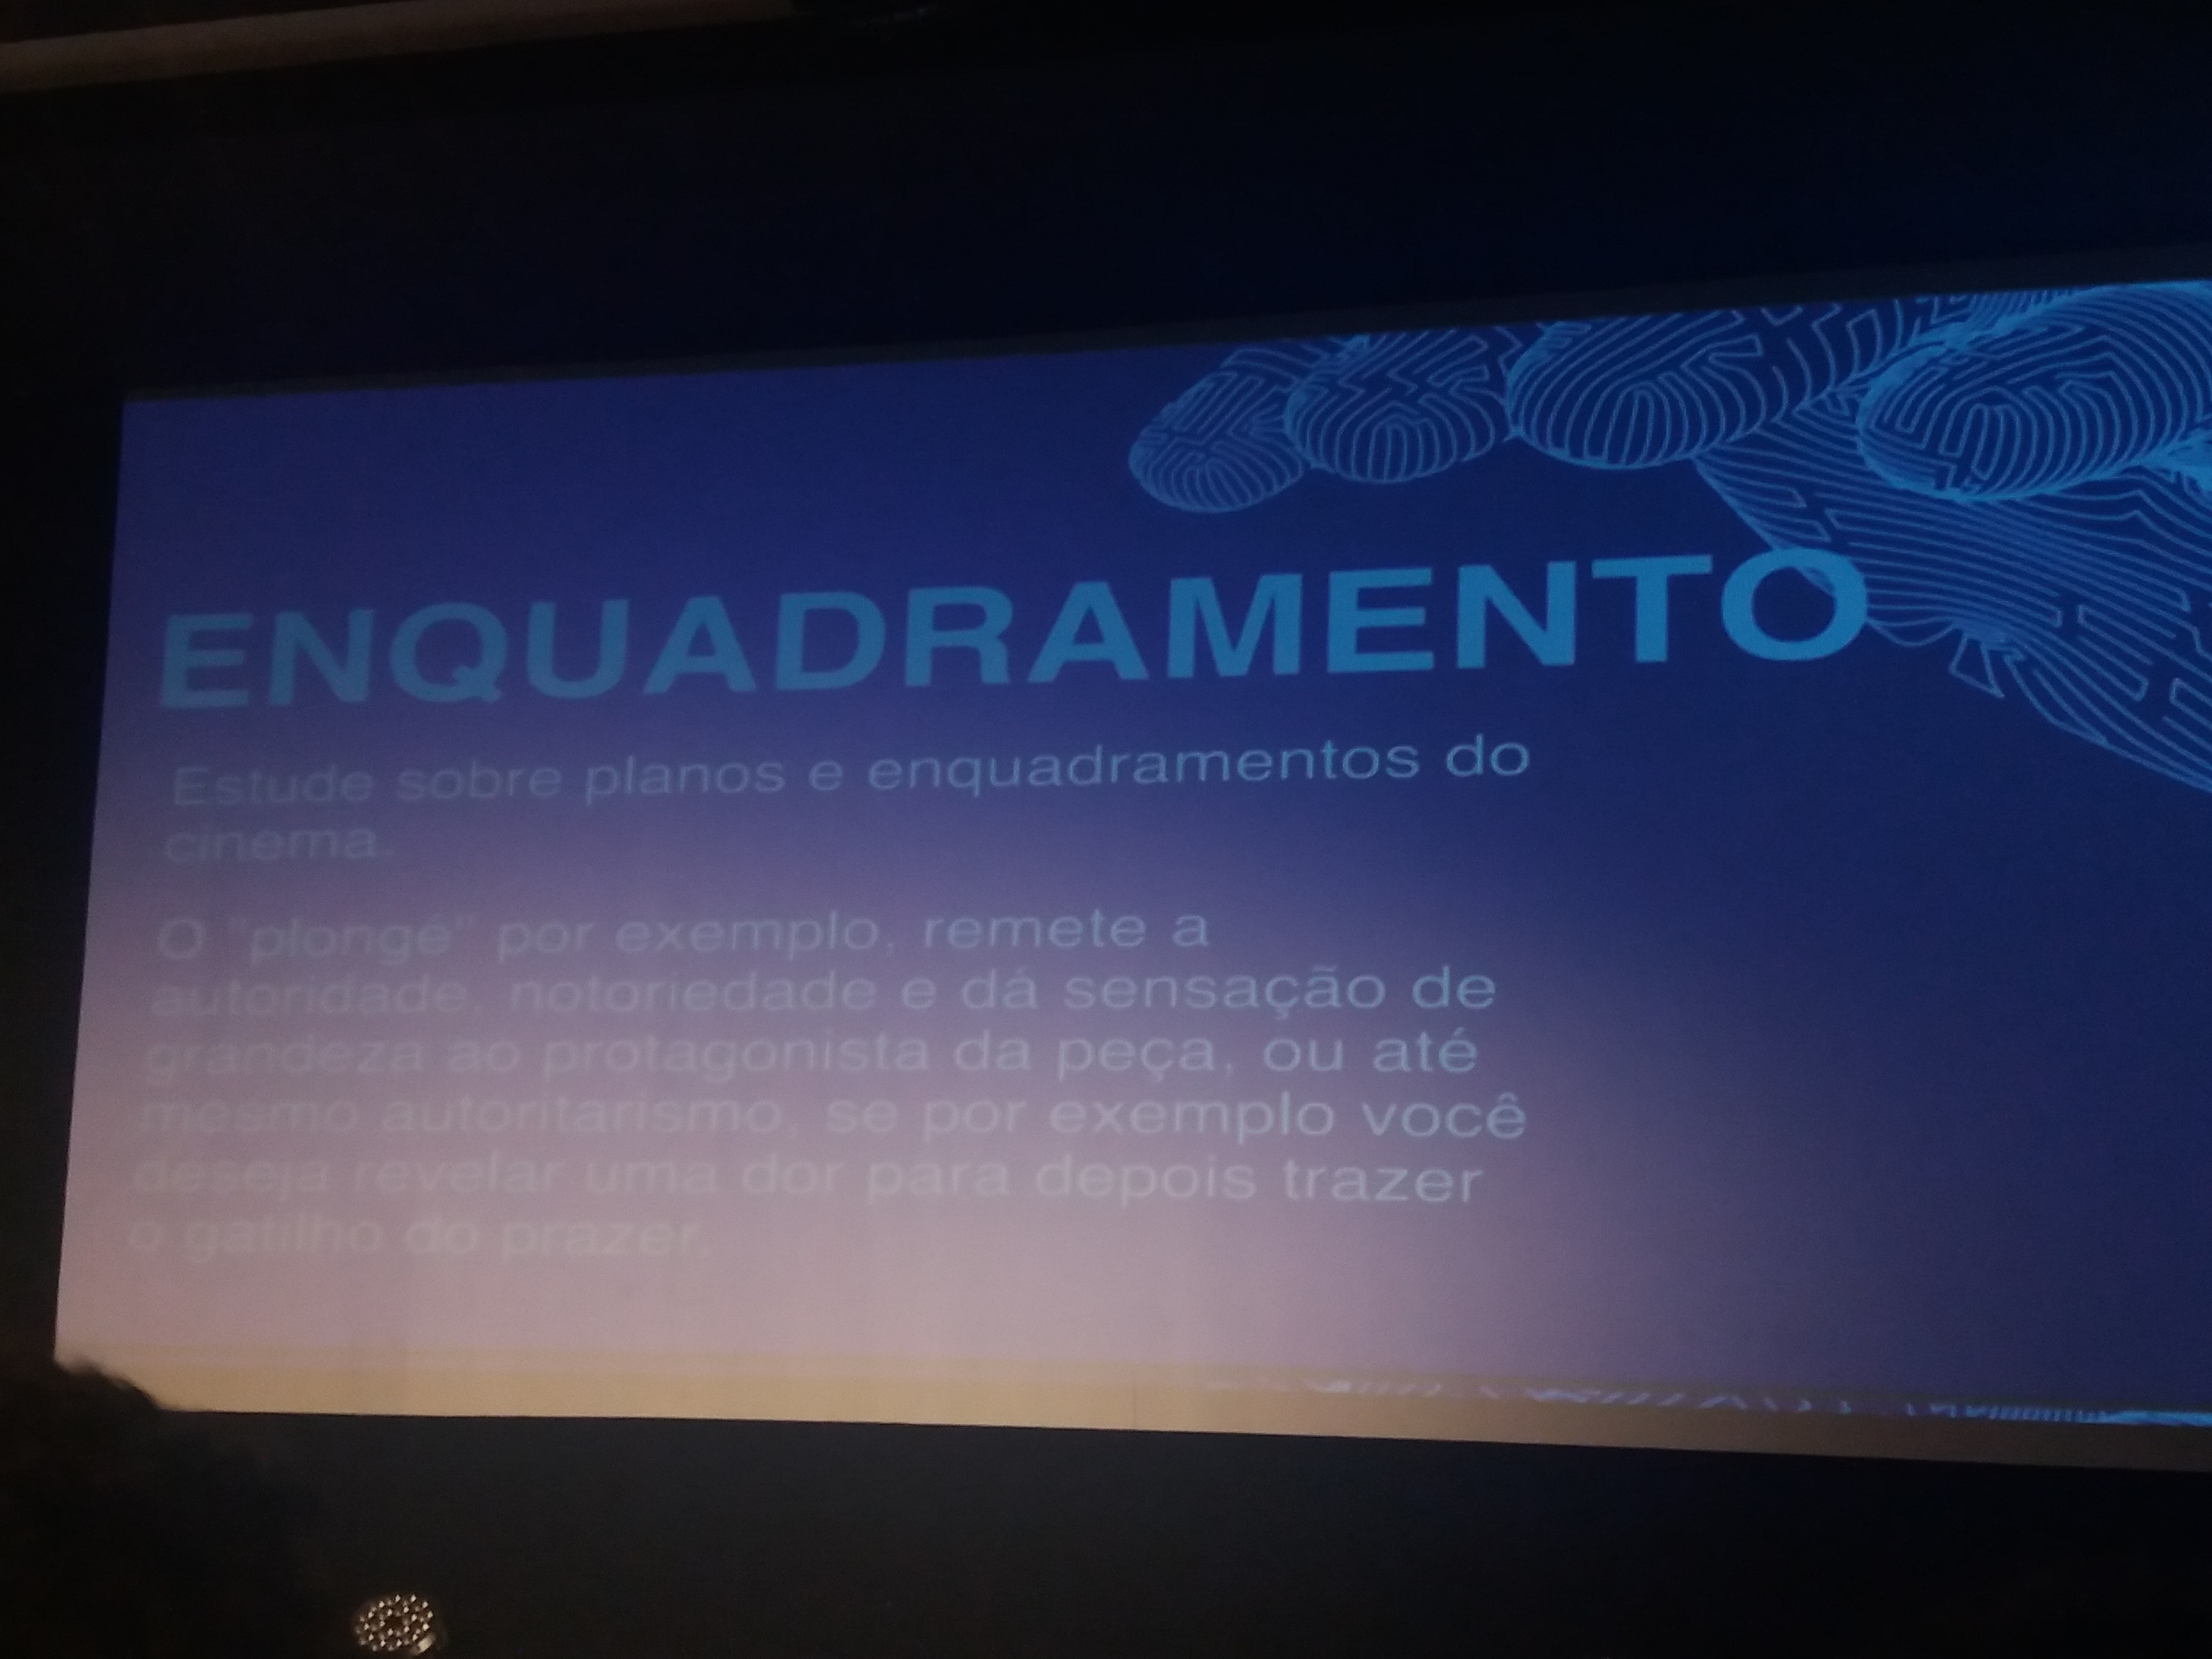 ENQUADRAMENTO
Estude sobre planos e enquadramentos do
cinema.
O "plongé" por exemplo, remete a
autoridade, notoriedade e dá sensação de
grandeza ao protagonista da peça, ou até
mesmo autoritarismo, se por exemplo você
deseja revelar uma dor para depois trazer
o gatilho do prazer.